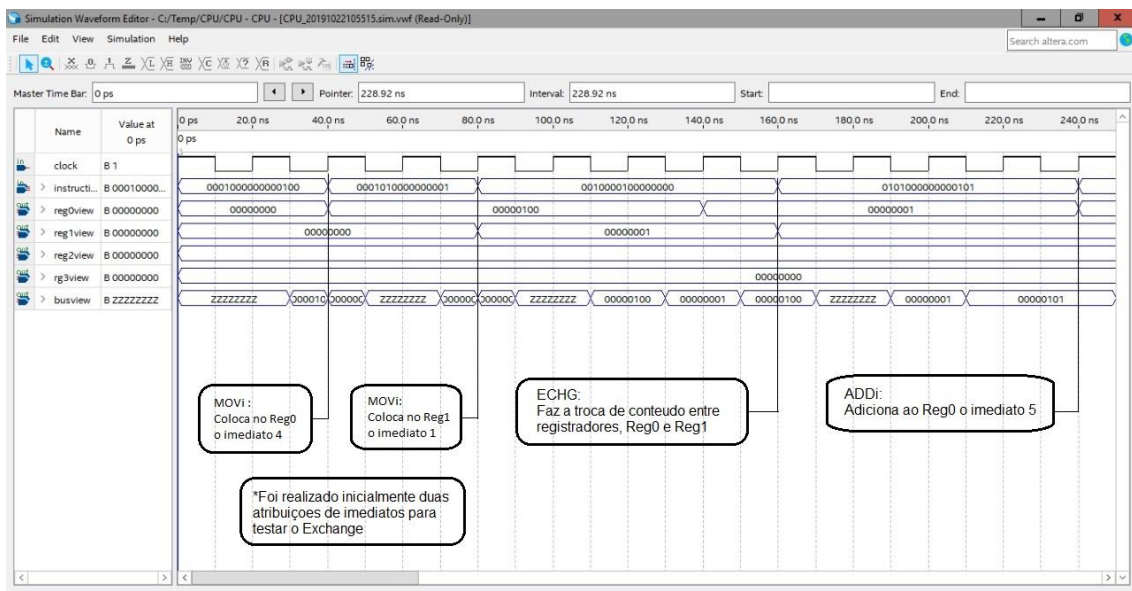 Simulation Waveform Editor - C:/Temp/CPU/CPU - CPU - [CPU_20191022105515.sim.vwf (Read-Only)]
File Edit View Simulation Help
Search altera.com
Master Time Bar: 0 ps
Pointer: 228.92 ns
Interval: 228.92 ns
Start:
End:
Name
Value at
0 ps
0 ps 20.0 ns 40.0 ns 60.0 ns 80.0 ns 100.0 ns 120.0 ns 140.0 ns 160.0 ns 180.0 ns 200.0 ns 220.0 ns 240.0 ns
0 ps
clock B 1
instructi... B 00010000... 0001000000000100 0001010000000001 0010000100000000 0101000000000101
reg0view B 00000000 00000000 00000100 00000001
reg1view B 00000000 00000000 00000001
reg2view B 00000000
rg3view B 00000000 00000000
busview B ZZZZZZZZ ZZZZZZZZ ZZZZZZZZ ZZZZZZZZ 00000100 00000001 00000100 ZZZZZZZZ 00000001 00000101
MOVi :
Coloca no Reg0
o imediato 4
MOVi:
Coloca no Reg1
o imediato 1
ECHG:
Faz a troca de conteudo entre
registradores, Reg0 e Reg1
ADDi:
Adiciona ao Reg0 o imediato 5
*Foi realizado inicialmente duas
atribuiçoes de imediatos para
testar o Exchange